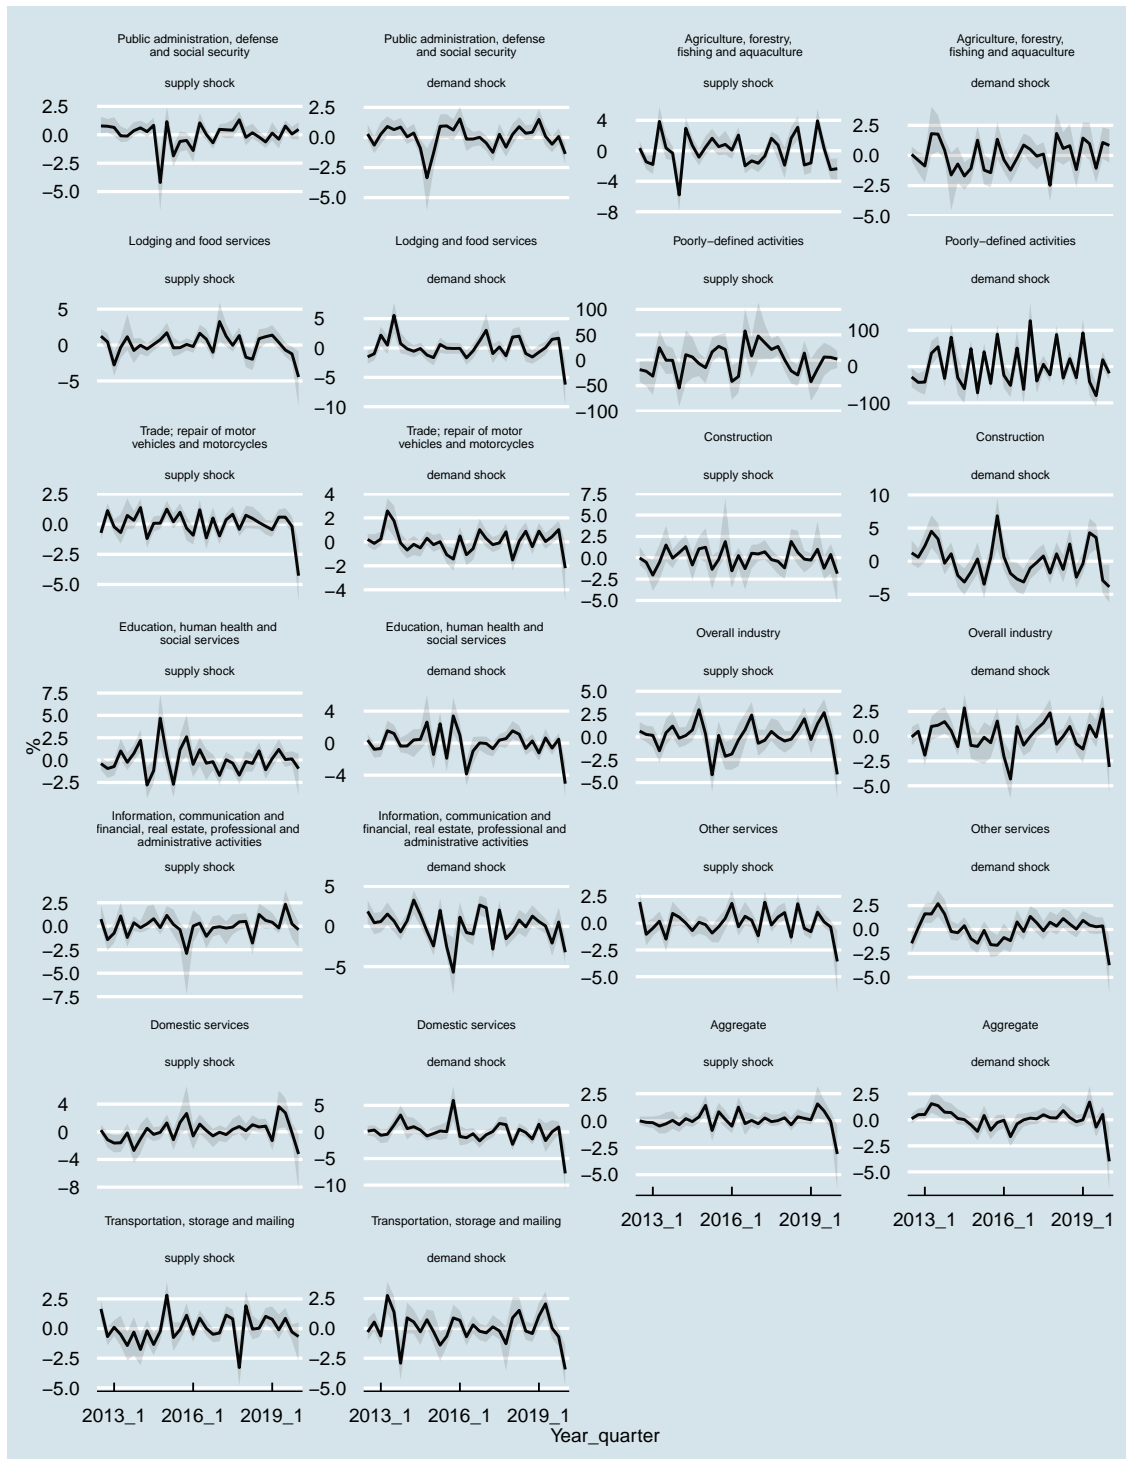 Public administration, defense
and social security
Public administration, defense
and social security
Agriculture, forestry,
fishing and aquaculture
Agriculture, forestry,
fishing and aquaculture
supply shock
demand shock
supply shock
demand shock
2.5
0.0
−2.5
−5.0
2.5
0.0
−2.5
−5.0
4
0
−4
−8
2.5
0.0
−2.5
−5.0
Lodging and food services
Lodging and food services
Poorly−defined activities
Poorly−defined activities
supply shock
demand shock
supply shock
demand shock
5
0
−5
5
0
−5
−10
100
50
0
−50
−100
100
0
−100
Trade; repair of motor
vehicles and motorcycles
Trade; repair of motor
vehicles and motorcycles
Construction
Construction
supply shock
demand shock
supply shock
demand shock
2.5
0.0
−2.5
−5.0
4
2
0
−2
−4
7.5
5.0
2.5
0.0
−2.5
−5.0
10
5
0
−5
Education, human health and
social services
Education, human health and
social services
Overall industry
Overall industry
supply shock
demand shock
supply shock
demand shock
7.5
5.0
2.5
0.0
−2.5
4
0
−4
5.0
2.5
0.0
−2.5
−5.0
2.5
0.0
−2.5
−5.0
%
Information, communication and
financial, real estate, professional and
administrative activities
Information, communication and
financial, real estate, professional and
administrative activities
Other services
Other services
supply shock
demand shock
supply shock
demand shock
2.5
0.0
−2.5
−5.0
−7.5
5
0
−5
2.5
0.0
−2.5
−5.0
2.5
0.0
−2.5
−5.0
Domestic services
Domestic services
Aggregate
Aggregate
supply shock
demand shock
supply shock
demand shock
4
0
−4
−8
5
0
−5
−10
2.5
0.0
−2.5
−5.0
2.5
0.0
−2.5
−5.0
2013_1 2016_1 2019_1
2013_1 2016_1 2019_1
Transportation, storage and mailing
Transportation, storage and mailing
supply shock
demand shock
2.5
0.0
−2.5
−5.0
2.5
0.0
−2.5
−5.0
2013_1 2016_1 2019_1
2013_1 2016_1 2019_1
Year_quarter